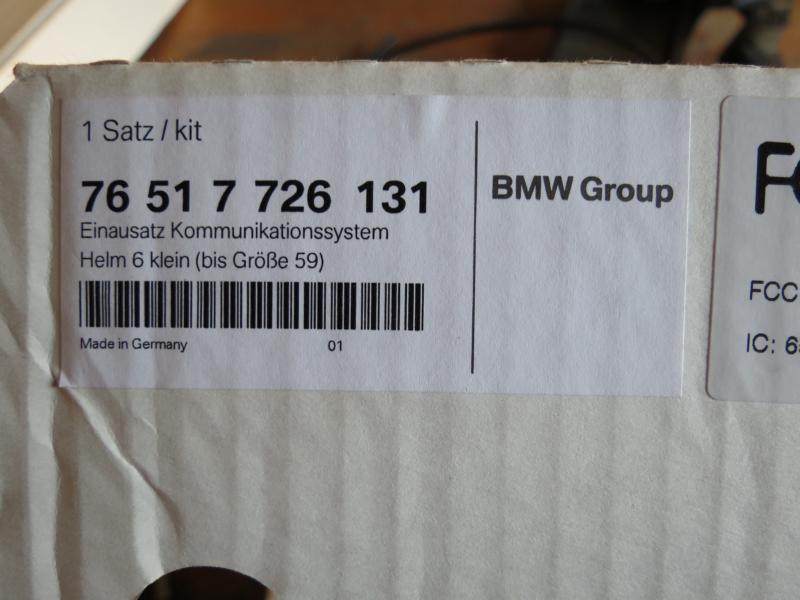 1 Satz / kit
76 51 7 726 131
Einausatz Kommunikationssystem
Helm 6 klein (bis Größe 59)
Made in Germany 01
BMW Group
FCC
IC: